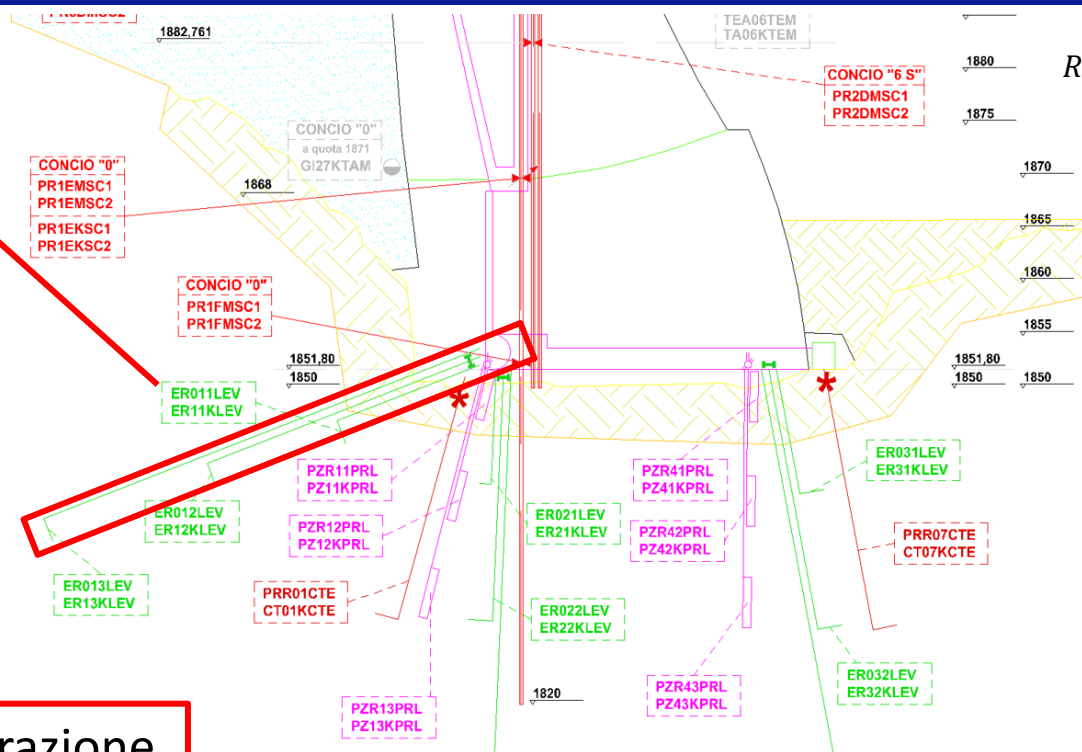 PR0DMSC2
1882,761
TEA06TEM
TA06KTEM
1880
R
CONCIO "6 S"
PR2DMSC1
PR2DMSC2
1875
CONCIO "0"
a quota 1871
GI27KTAM
CONCIO "0"
PR1EMSC1
PR1EMSC2
PR1EKSC1
PR1EKSC2
1868
1870
1865
1860
CONCIO "0"
PR1FMSC1
PR1FMSC2
1855
1851,80
1850
1851,80
1850
1850
ER011LEV
ER11KLEV
*
*
ER031LEV
ER31KLEV
PZR11PRL
PZ11KPRL
PZR41PRL
PZ41KPRL
ER012LEV
ER12KLEV
PZR12PRL
PZ12KPRL
ER021LEV
ER21KLEV
PZR42PRL
PZ42KPRL
PRR07CTE
CT07KCTE
ER013LEV
ER13KLEV
PRR01CTE
CT01KCTE
ER022LEV
ER22KLEV
ER032LEV
ER32KLEV
PZR13PRL
PZ13KPRL
1820
PZR43PRL
PZ43KPRL
razione